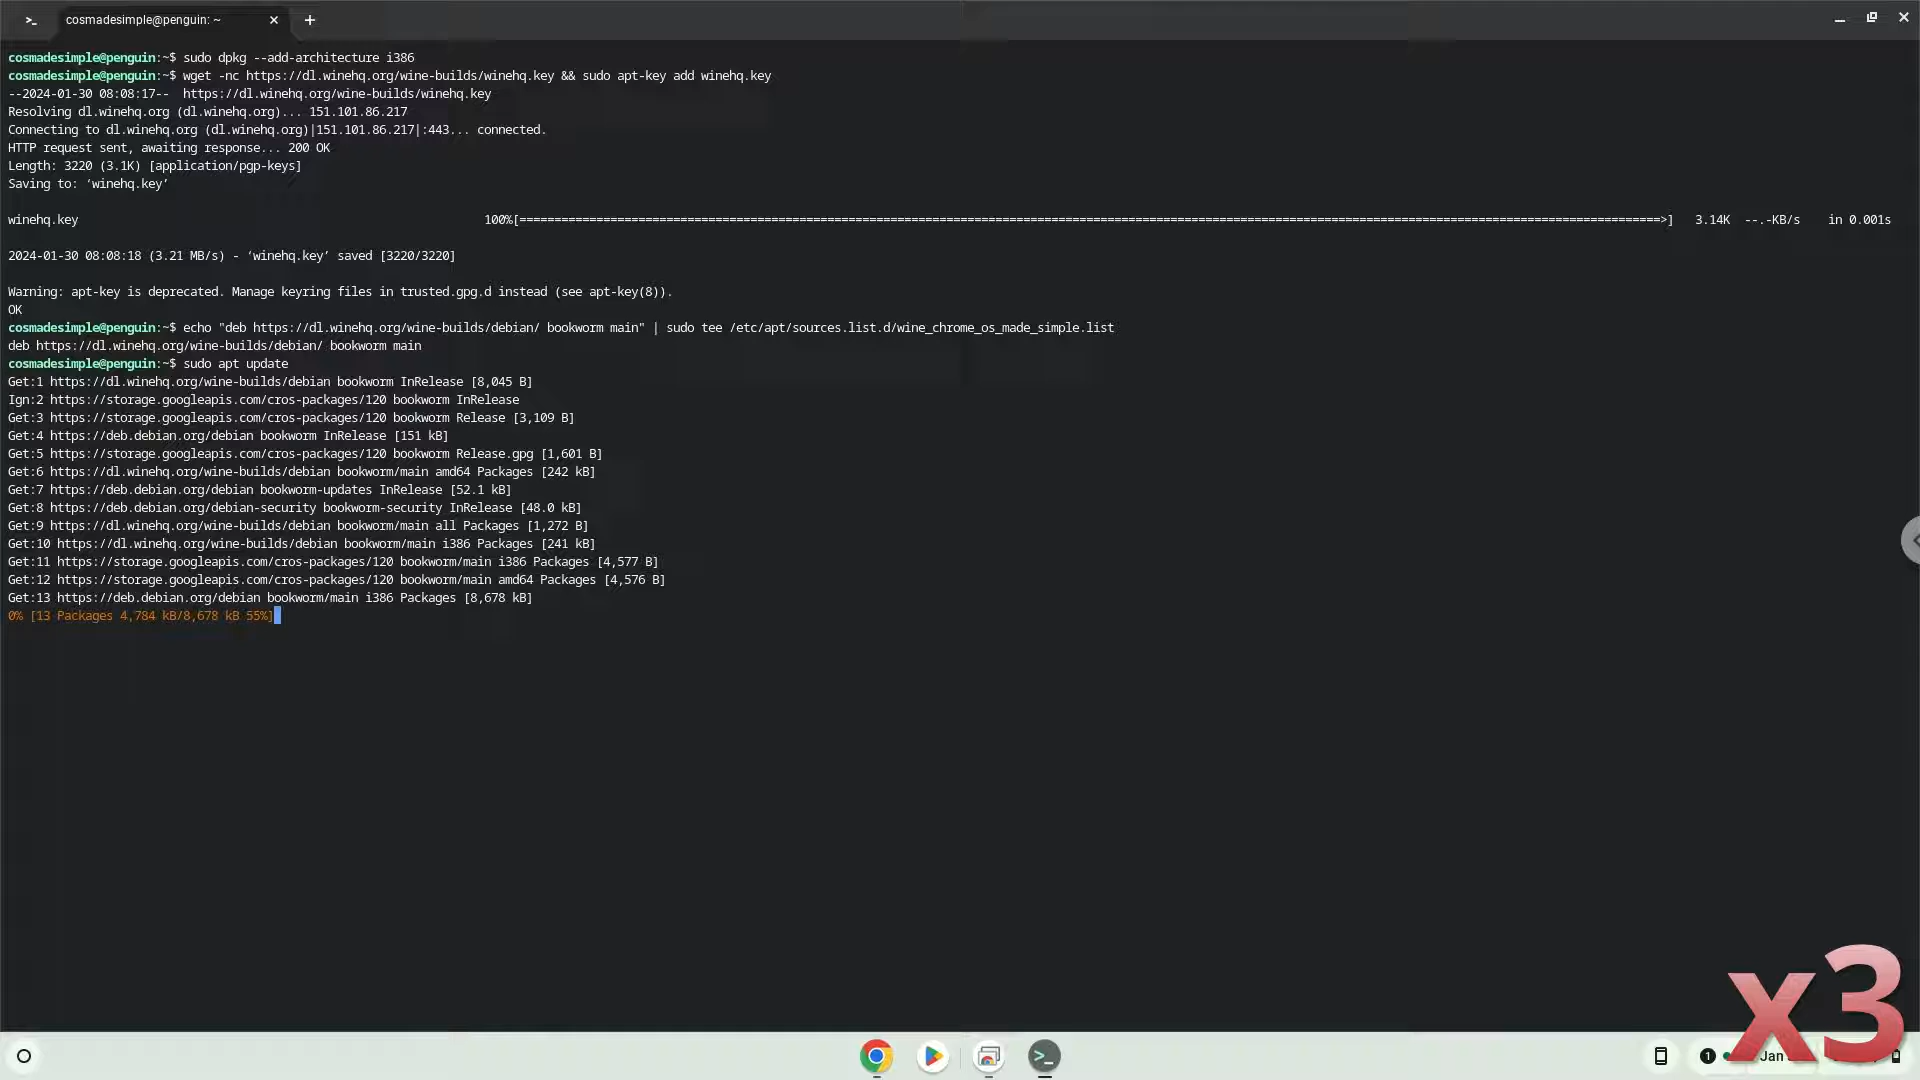 cosmadesimple@penguin: ~
cosmadesimple@penguin:~$ sudo dpkg --add-architecture i386
cosmadesimple@penguin:~$ wget -nc https://dl.winehq.org/wine-builds/winehq.key && sudo apt-key add winehq.key
--2024-01-30 08:08:17--  https://dl.winehq.org/wine-builds/winehq.key
Resolving dl.winehq.org (dl.winehq.org)... 151.101.86.217
Connecting to dl.winehq.org (dl.winehq.org)|151.101.86.217|:443... connected.
HTTP request sent, awaiting response... 200 OK
Length: 3220 (3.1K) [application/pgp-keys]
Saving to: ‘winehq.key’
winehq.key 100%[===================================================>] 3.14K --.-KB/s in 0.001s
2024-01-30 08:08:18 (3.21 MB/s) - ‘winehq.key’ saved [3220/3220]
Warning: apt-key is deprecated. Manage keyring files in trusted.gpg.d instead (see apt-key(8)).
OK
cosmadesimple@penguin:~$ echo "deb https://dl.winehq.org/wine-builds/debian/ bookworm main" | sudo tee /etc/apt/sources.list.d/wine_chrome_os_made_simple.list
deb https://dl.winehq.org/wine-builds/debian/ bookworm main
cosmadesimple@penguin:~$ sudo apt update
Get:1 https://dl.winehq.org/wine-builds/debian bookworm InRelease [8,045 B]
Ign:2 https://storage.googleapis.com/cros-packages/120 bookworm InRelease
Get:3 https://storage.googleapis.com/cros-packages/120 bookworm Release [3,109 B]
Get:4 https://deb.debian.org/debian bookworm InRelease [151 kB]
Get:5 https://storage.googleapis.com/cros-packages/120 bookworm Release.gpg [1,601 B]
Get:6 https://dl.winehq.org/wine-builds/debian bookworm/main amd64 Packages [242 kB]
Get:7 https://deb.debian.org/debian bookworm-updates InRelease [52.1 kB]
Get:8 https://deb.debian.org/debian-security bookworm-security InRelease [48.0 kB]
Get:9 https://dl.winehq.org/wine-builds/debian bookworm/main all Packages [1,272 B]
Get:10 https://dl.winehq.org/wine-builds/debian bookworm/main i386 Packages [241 kB]
Get:11 https://storage.googleapis.com/cros-packages/120 bookworm/main i386 Packages [4,577 B]
Get:12 https://storage.googleapis.com/cros-packages/120 bookworm/main amd64 Packages [4,576 B]
Get:13 https://deb.debian.org/debian bookworm/main i386 Packages [8,678 kB]
0% [13 Packages 4,784 kB/8,678 kB 55%]
x3
1 Jan